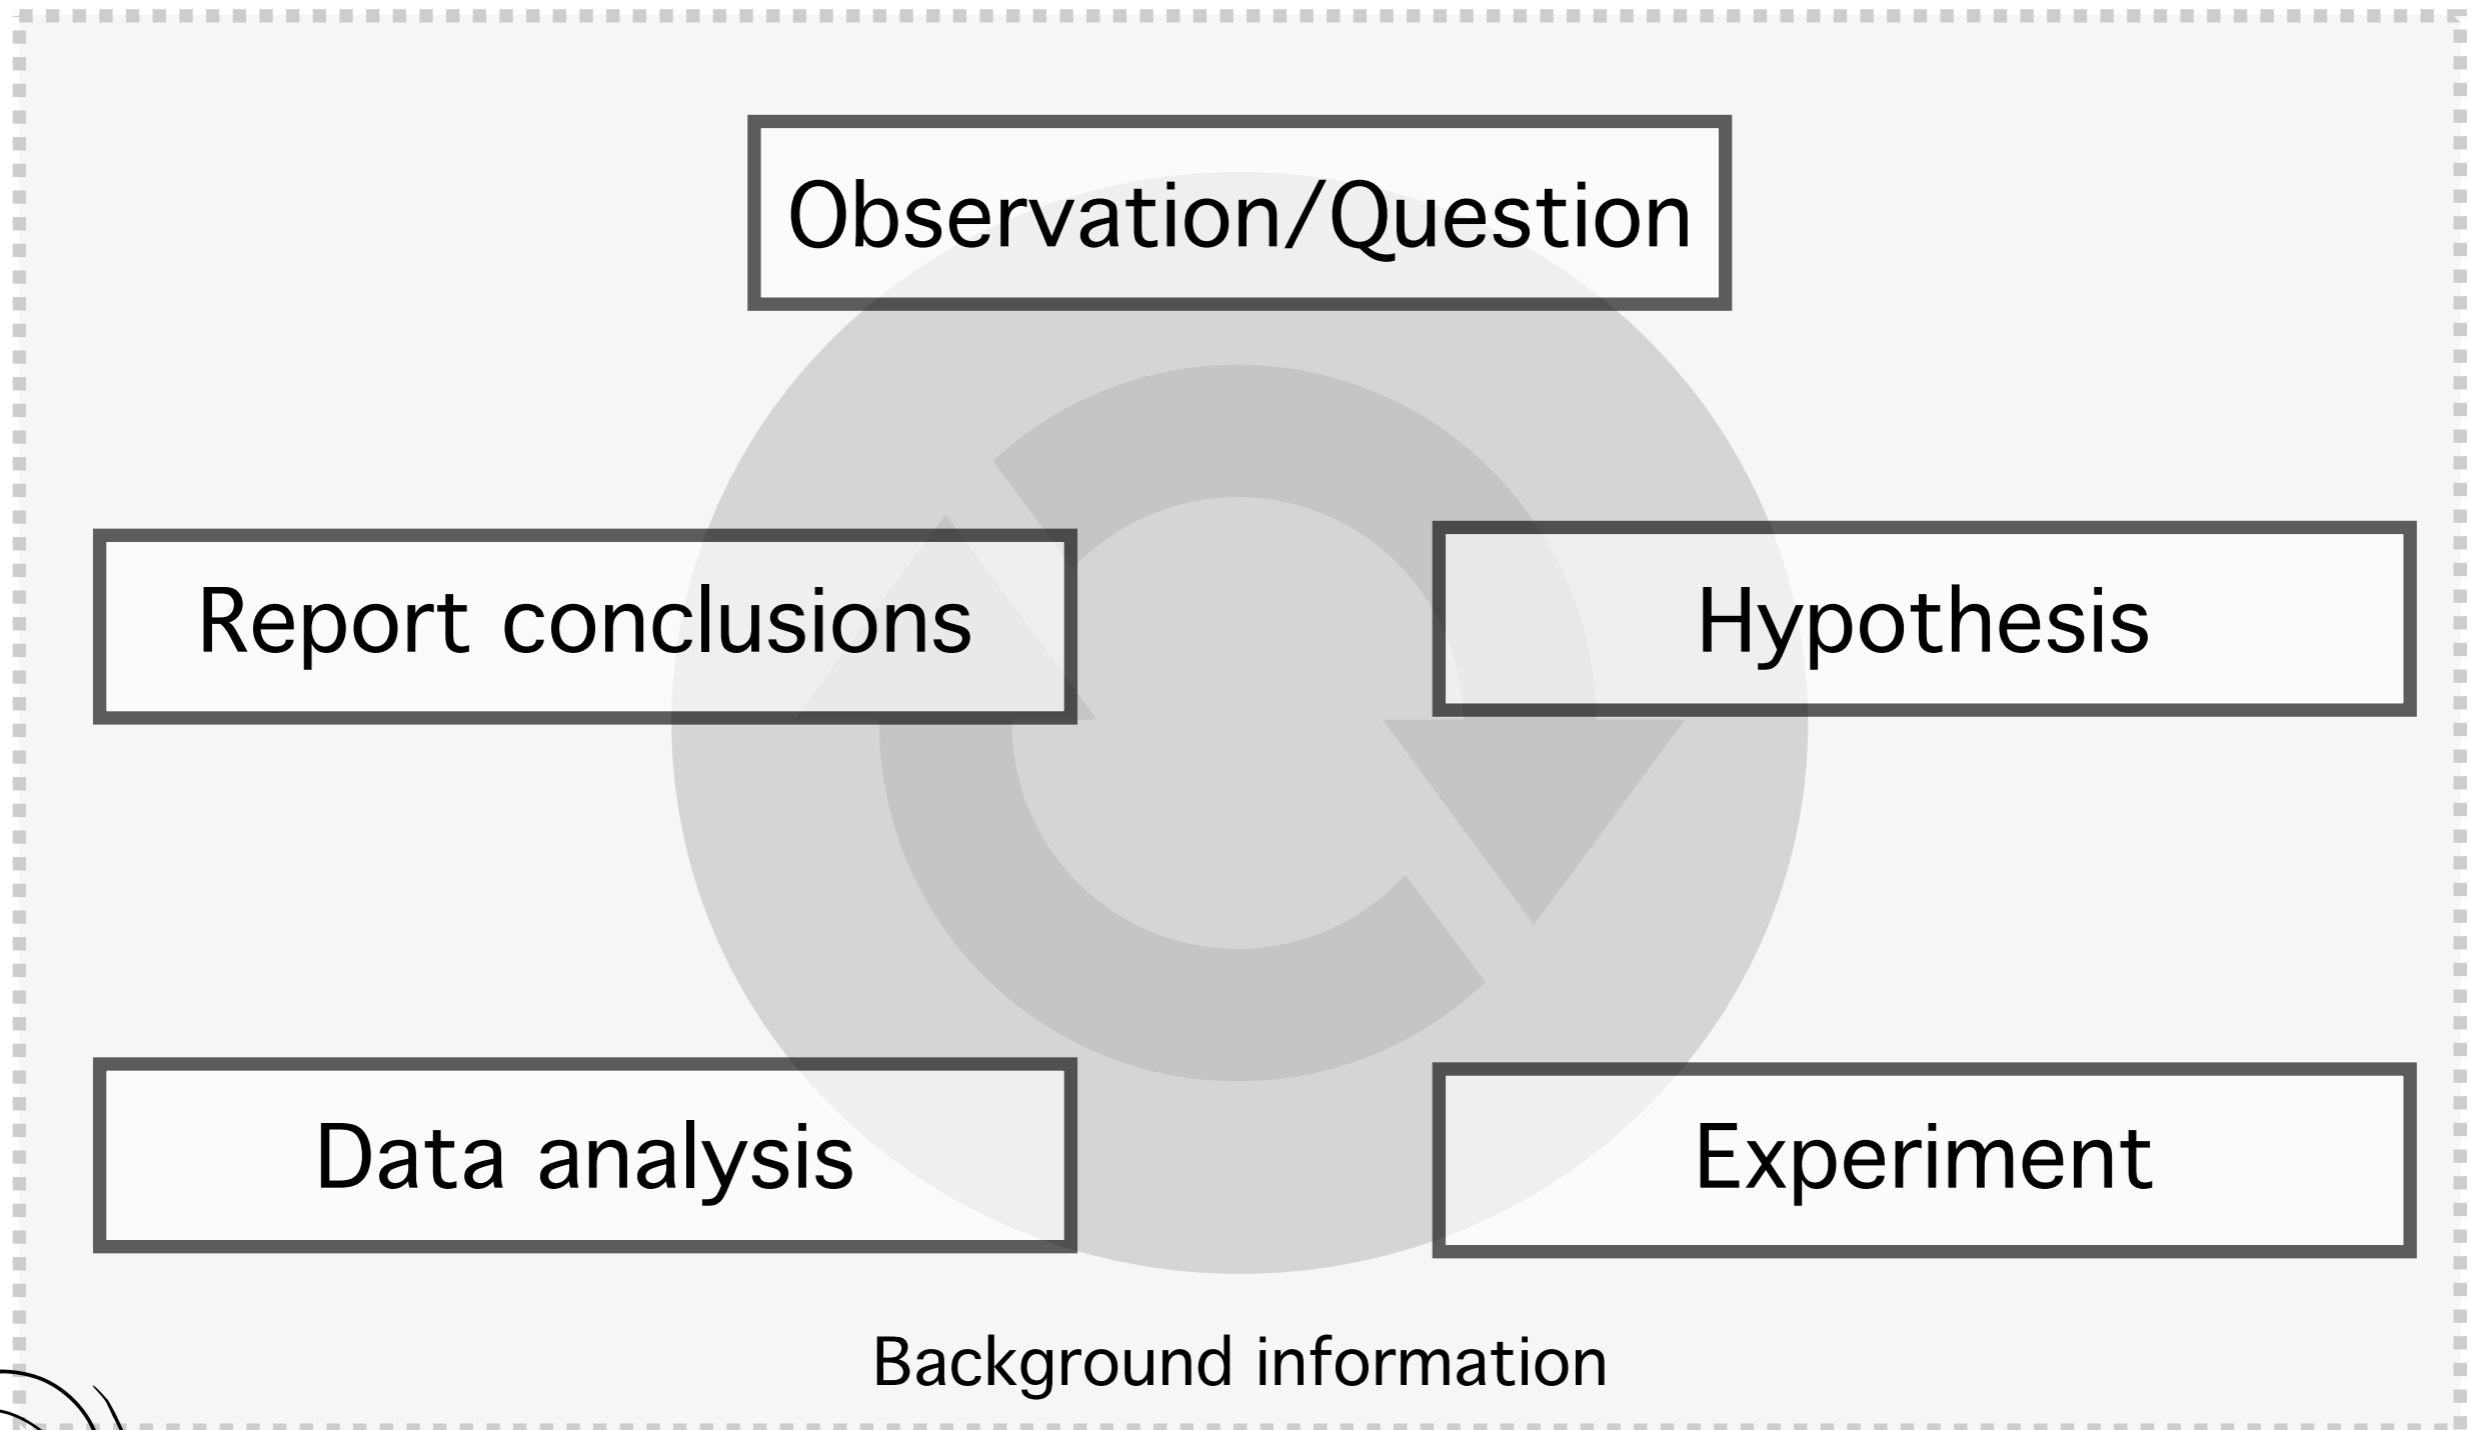 Observation/Question
Report conclusions
Hypothesis
Data analysis
Experiment
Background information